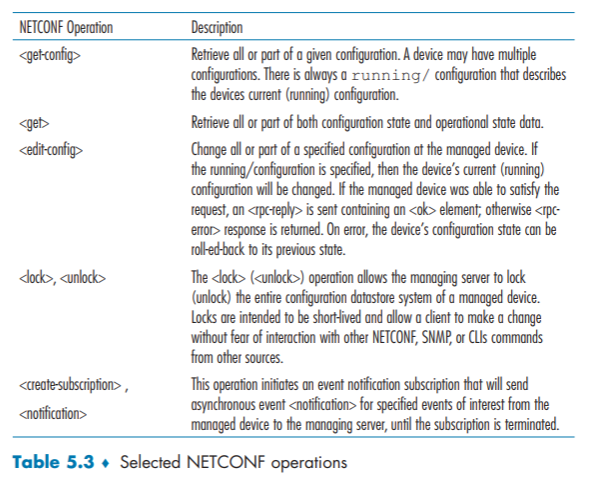 NETCONF Operation Description
<get-config> Retrieve all or part of a given configuration. A device may have multiple
configurations. There is always a running/ configuration that describes
the devices current (running) configuration.
<get> Retrieve all or part of both configuration state and operational state data.
<edit-config> Change all or part of a specified configuration at the managed device. If
the running/configuration is specified, then the device's current (running)
configuration will be changed. If the managed device was able to satisfy the
request, an <rpc-reply> is sent containing an <ok> element; otherwise <rpc-
error> response is returned. On error, the device's configuration state can be
roll-ed-back to its previous state.
<lock>, <unlock> The <lock> (<unlock>) operation allows the managing server to lock
(unlock) the entire configuration datastore system of a managed device.
Locks are intended to be short-lived and allow a client to make a change
without fear of interaction with other NETCONF, SNMP, or CLIs commands
from other sources.
<create-subscription> , This operation initiates an event notification subscription that will send
<notification> asynchronous event <notification> for specified events of interest from the
managed device to the managing server, until the subscription is terminated.
Table 5.3 ♦ Selected NETCONF operations